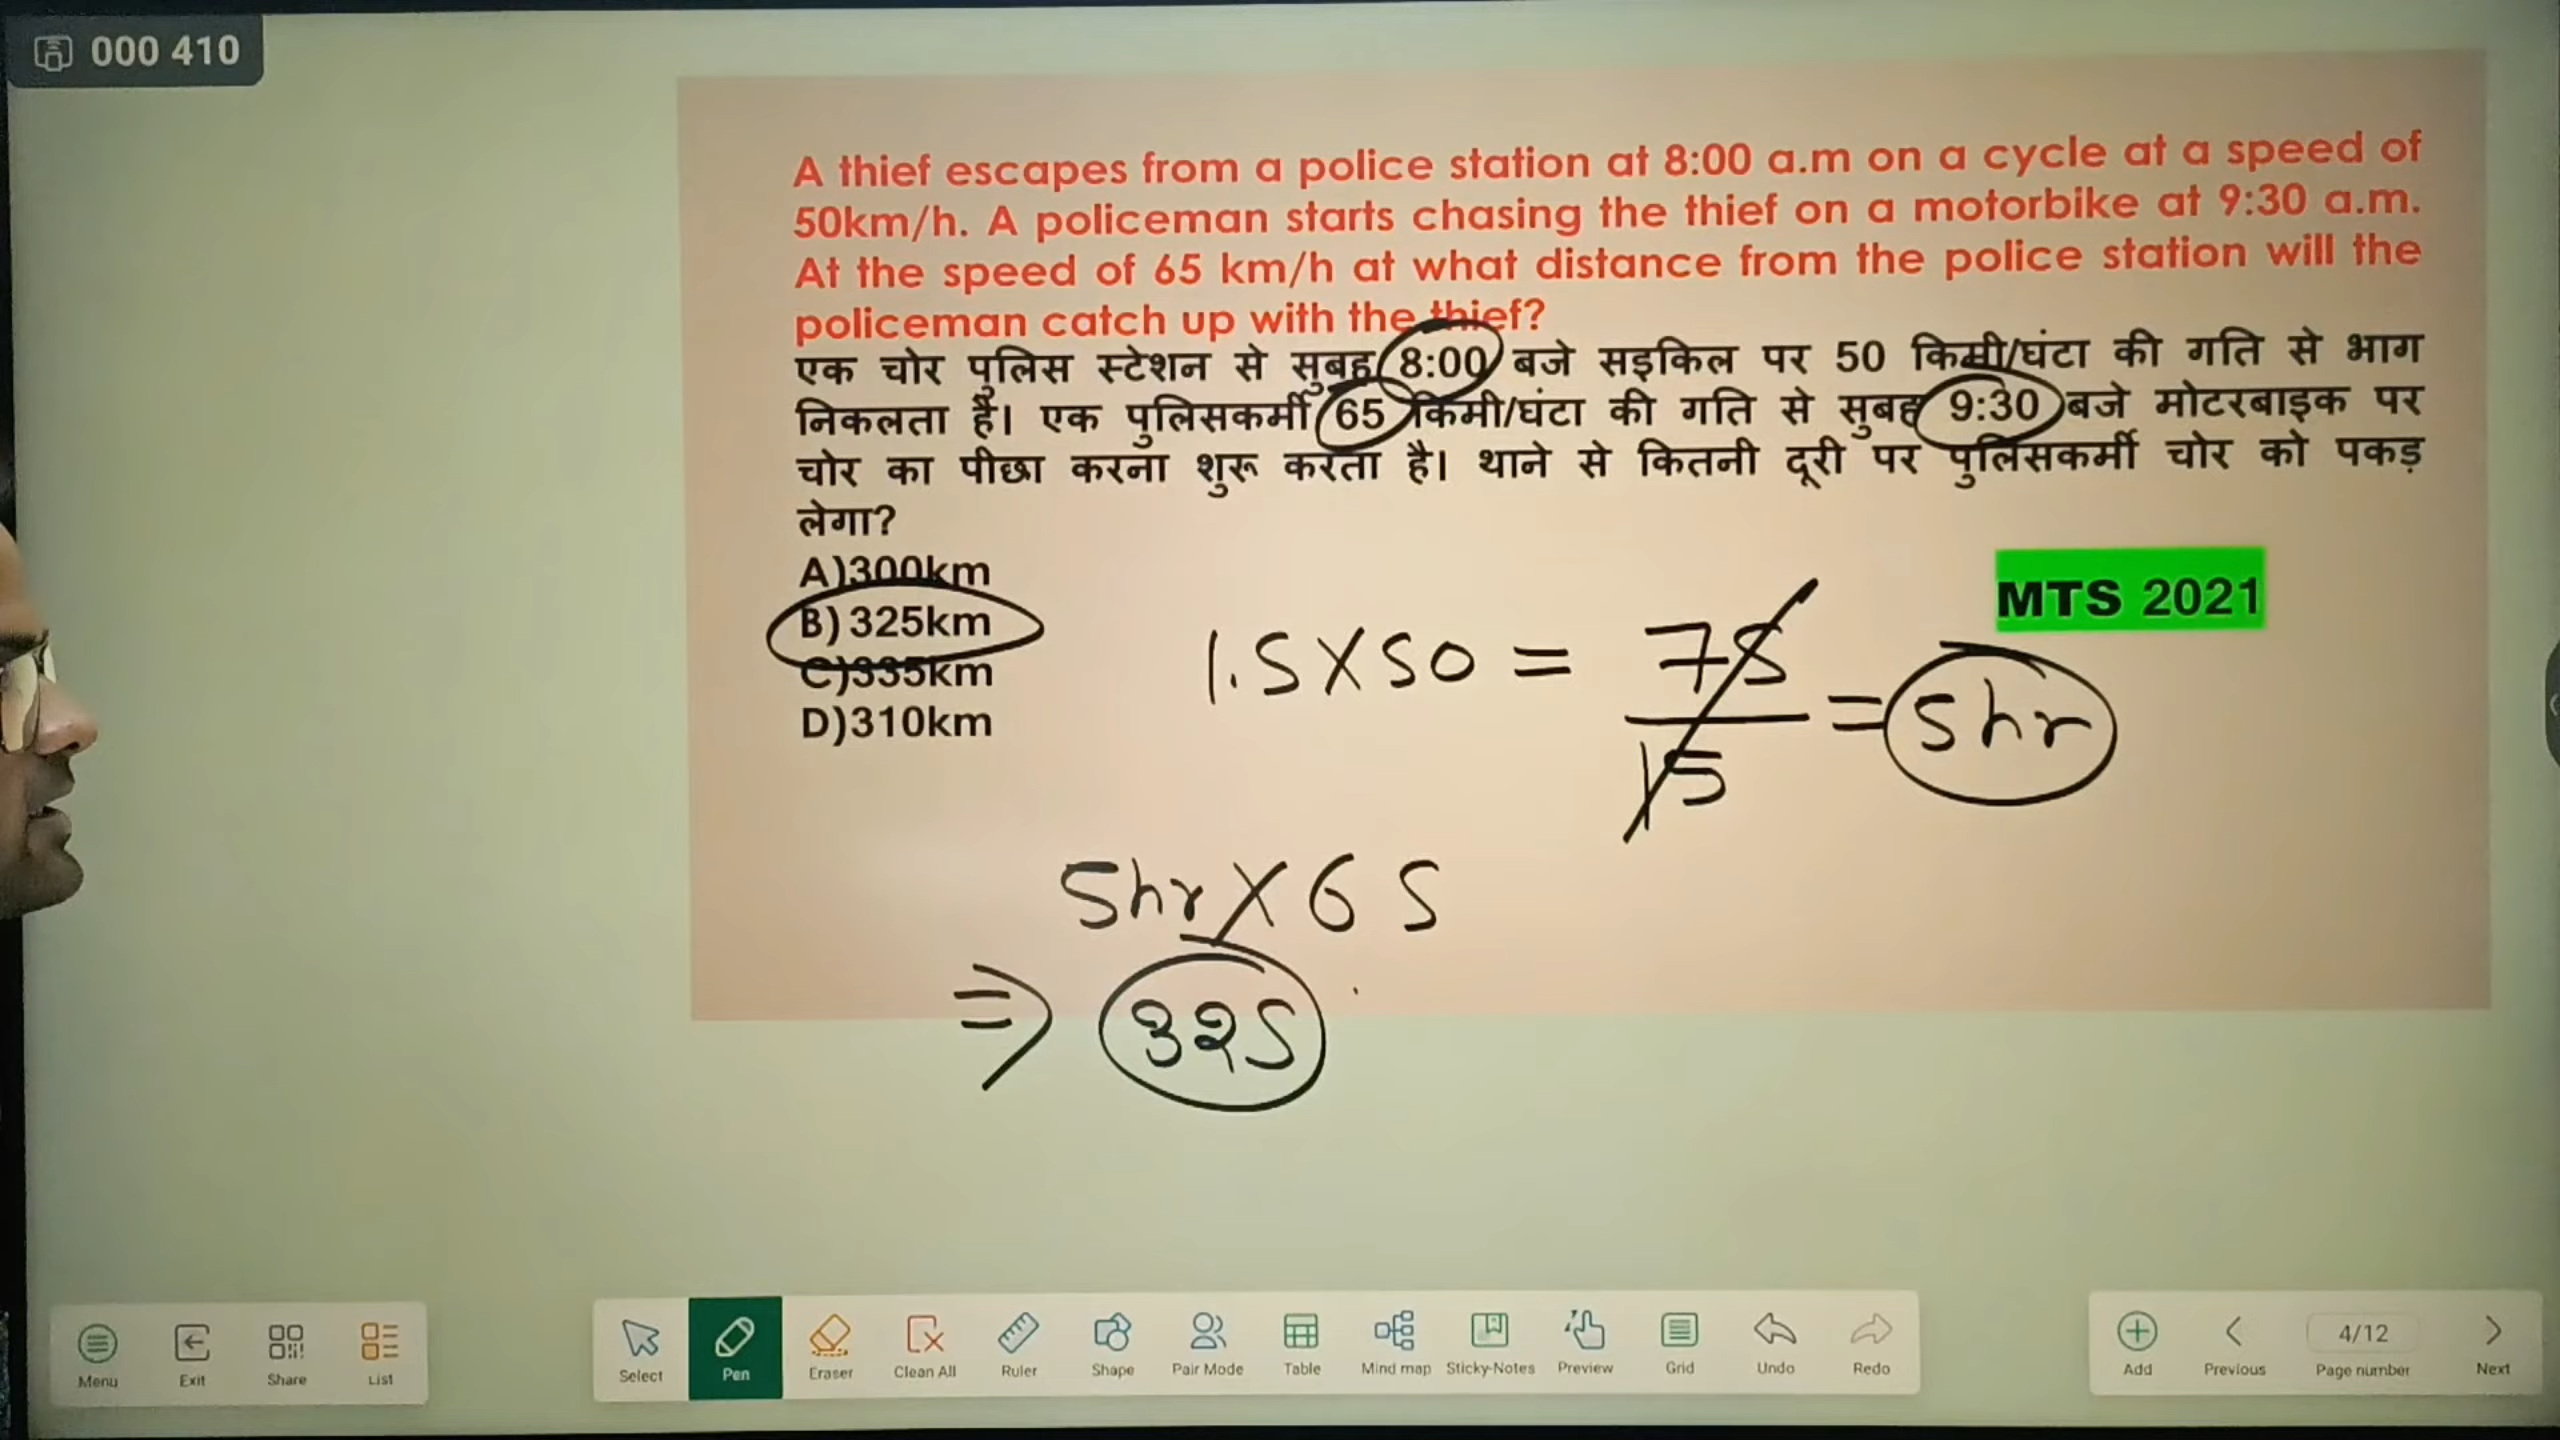 000 410
A thief escapes from a police station at 8:00 a.m on a cycle at a speed of
50km/h. A policeman starts chasing the thief on a motorbike at 9:30 a.m.
At the speed of 65 km/h at what distance from the police station will the
policeman catch up with the thief?
एक चोर पुलिस स्टेशन से सुबह 8:00 बजे सइकिल पर 50 किमी/घंटा की गति से भाग
निकलता है। एक पुलिसकर्मी 65 किमी/घंटा की गति से सुबह 9:30 बजे मोटरबाइक पर
चोर का पीछा करना शुरू करता है। थाने से कितनी दूरी पर पुलिसकर्मी चोर को पकड़
लेगा?
A)300km
B) 325km
C)335km
D)310km
MTS 2021
1.5 X 50 = 75
15
= 5hr
5hr X 65
⇒ 325
Menu Exit Share List
Select Pen Eraser Clean All Ruler Shape Pair Mode Table Mind map Sticky-Notes Preview Grid Undo Redo
4/12
Add Previous Page number Next